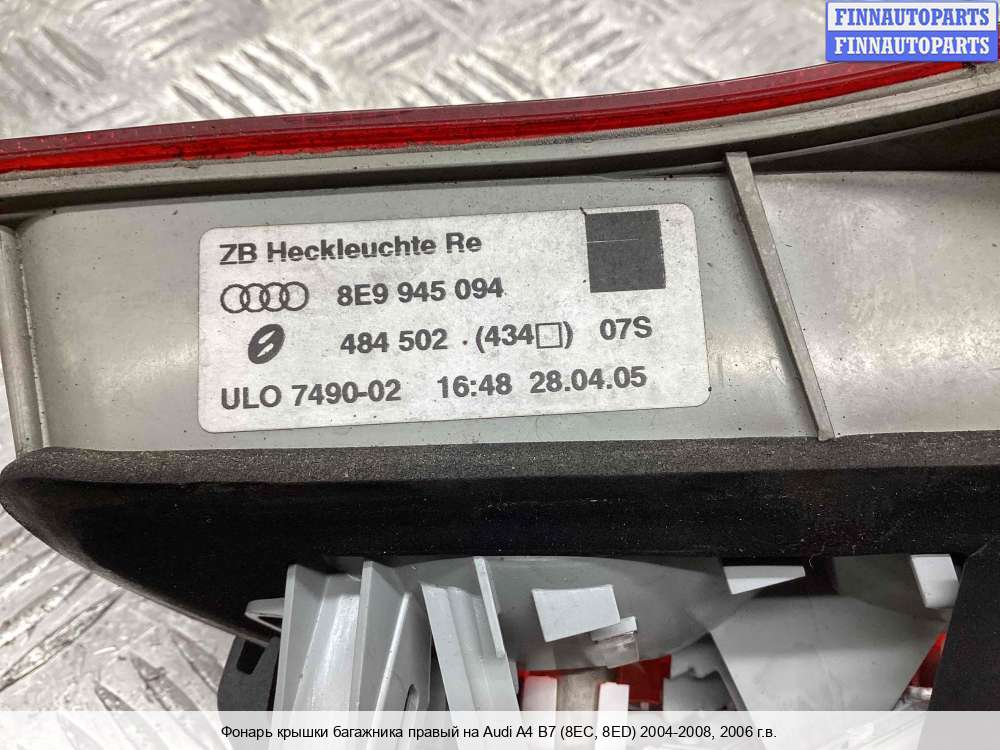 FINNAUTOPARTS
FINNAUTOPARTS
ZB Heckleuchte Re
8E9 945 094
484 502 . (434□) 07S
ULO 7490-02 16:48 28.04.05
Фонарь крышки багажника правый на Audi A4 B7 (8EC, 8ED) 2004-2008, 2006 г.в.